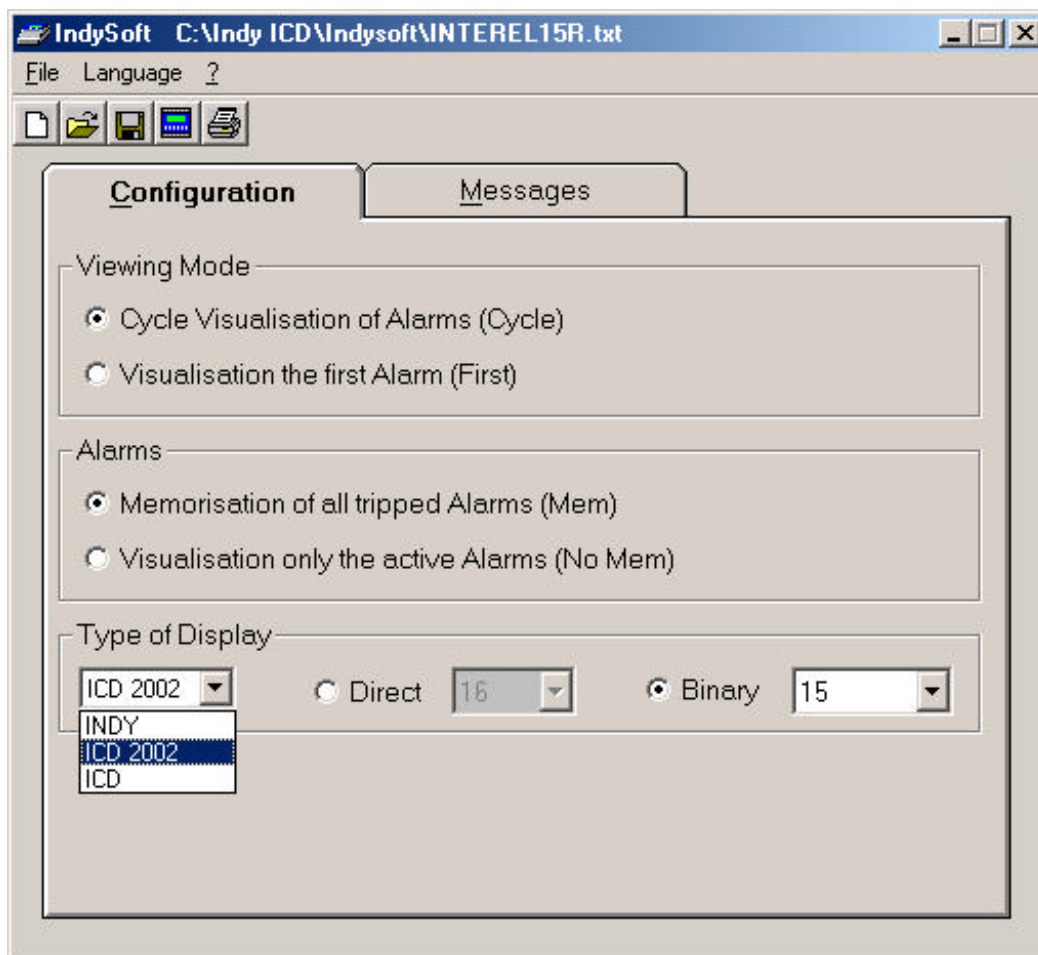 IndySoft C:\Indy ICD\Indysoft\INTEREL15R.txt
File Language ?
Configuration Messages
Viewing Mode
Cycle Visualisation of Alarms (Cycle)
Visualisation the first Alarm (First)
Alarms
Memorisation of all tripped Alarms (Mem)
Visualisation only the active Alarms (No Mem)
Type of Display
ICD 2002 Direct 16 Binary 15
INDY
ICD 2002
ICD